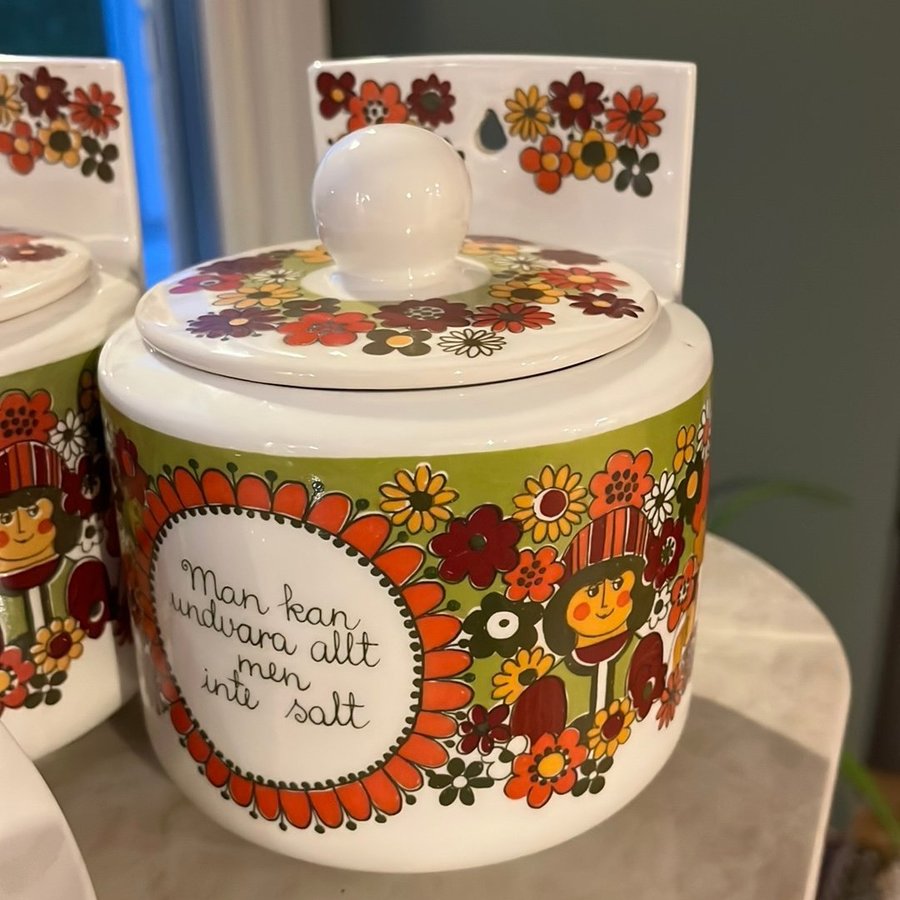 Man kan
undvara allt
men
inte salt